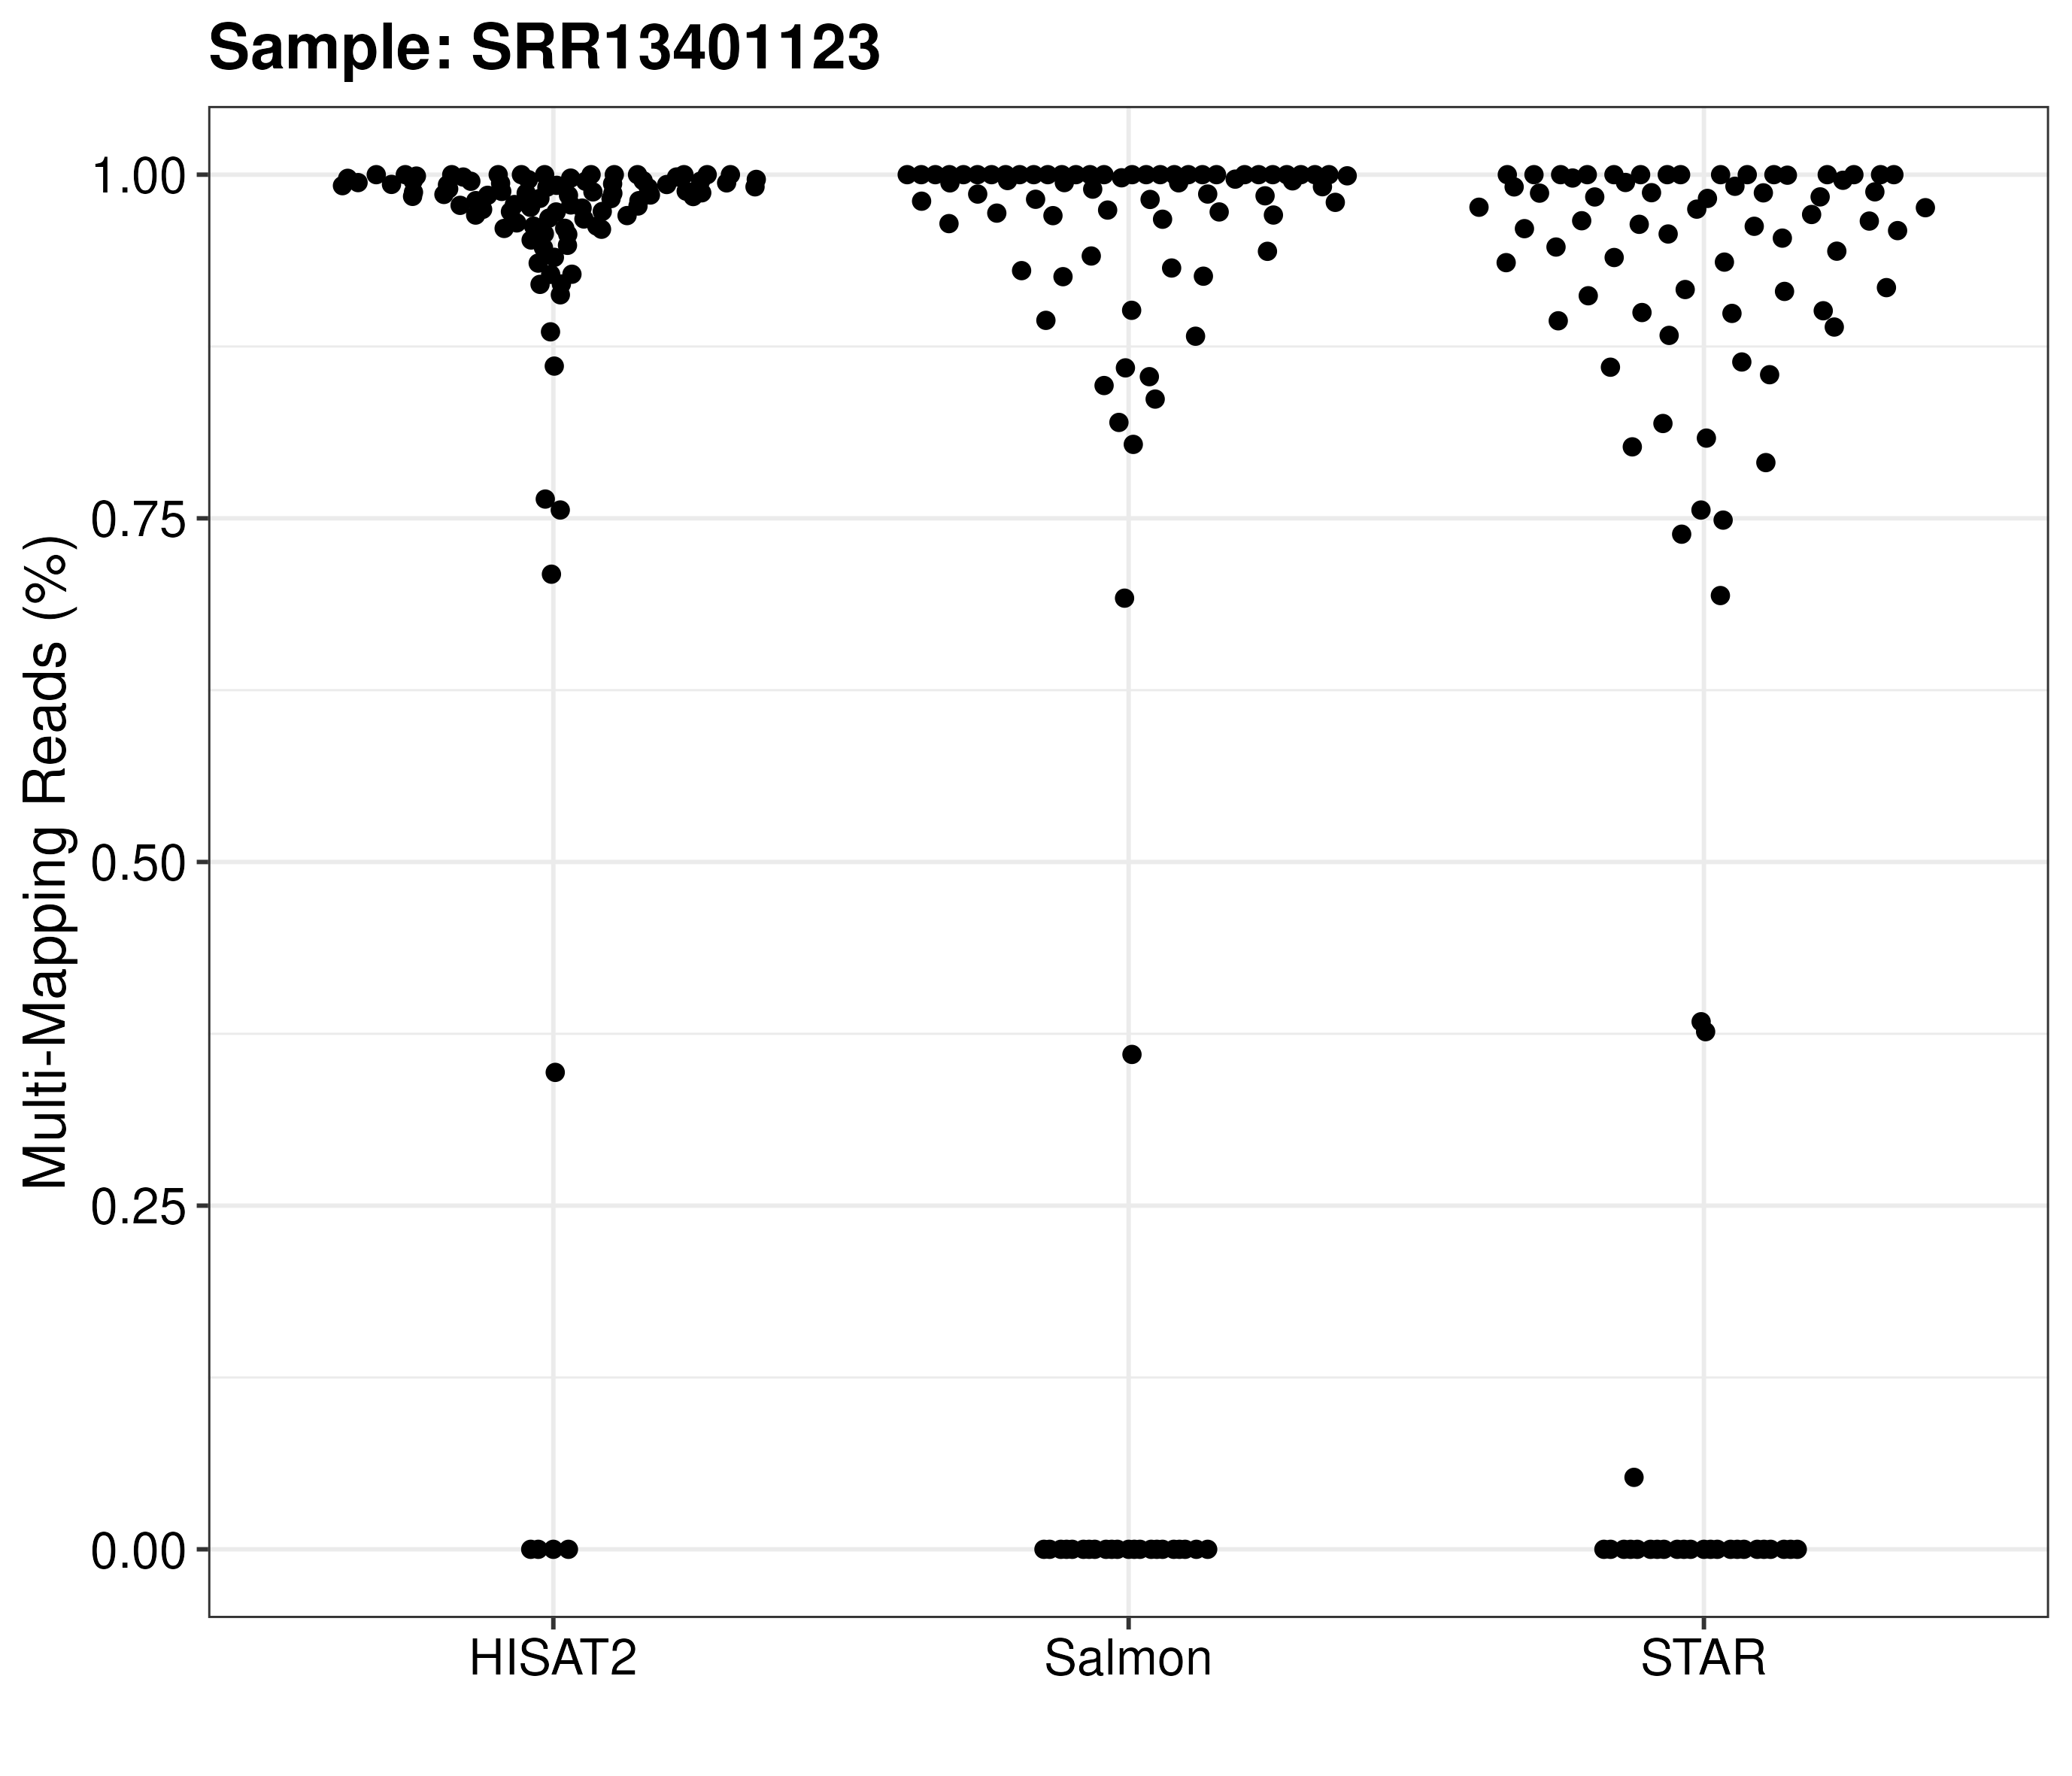 Sample: SRR13401123
Multi-Mapping Reads (%)
1.00
0.75
0.50
0.25
0.00
HISAT2 Salmon STAR